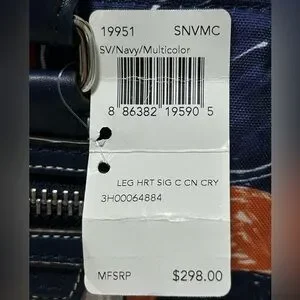 19951 SNVMC
SV/Navy/Multicolor
8 86382 19590 5
LEG HRT SIG C CN CRY
3H00064884
MFSRP $298.00